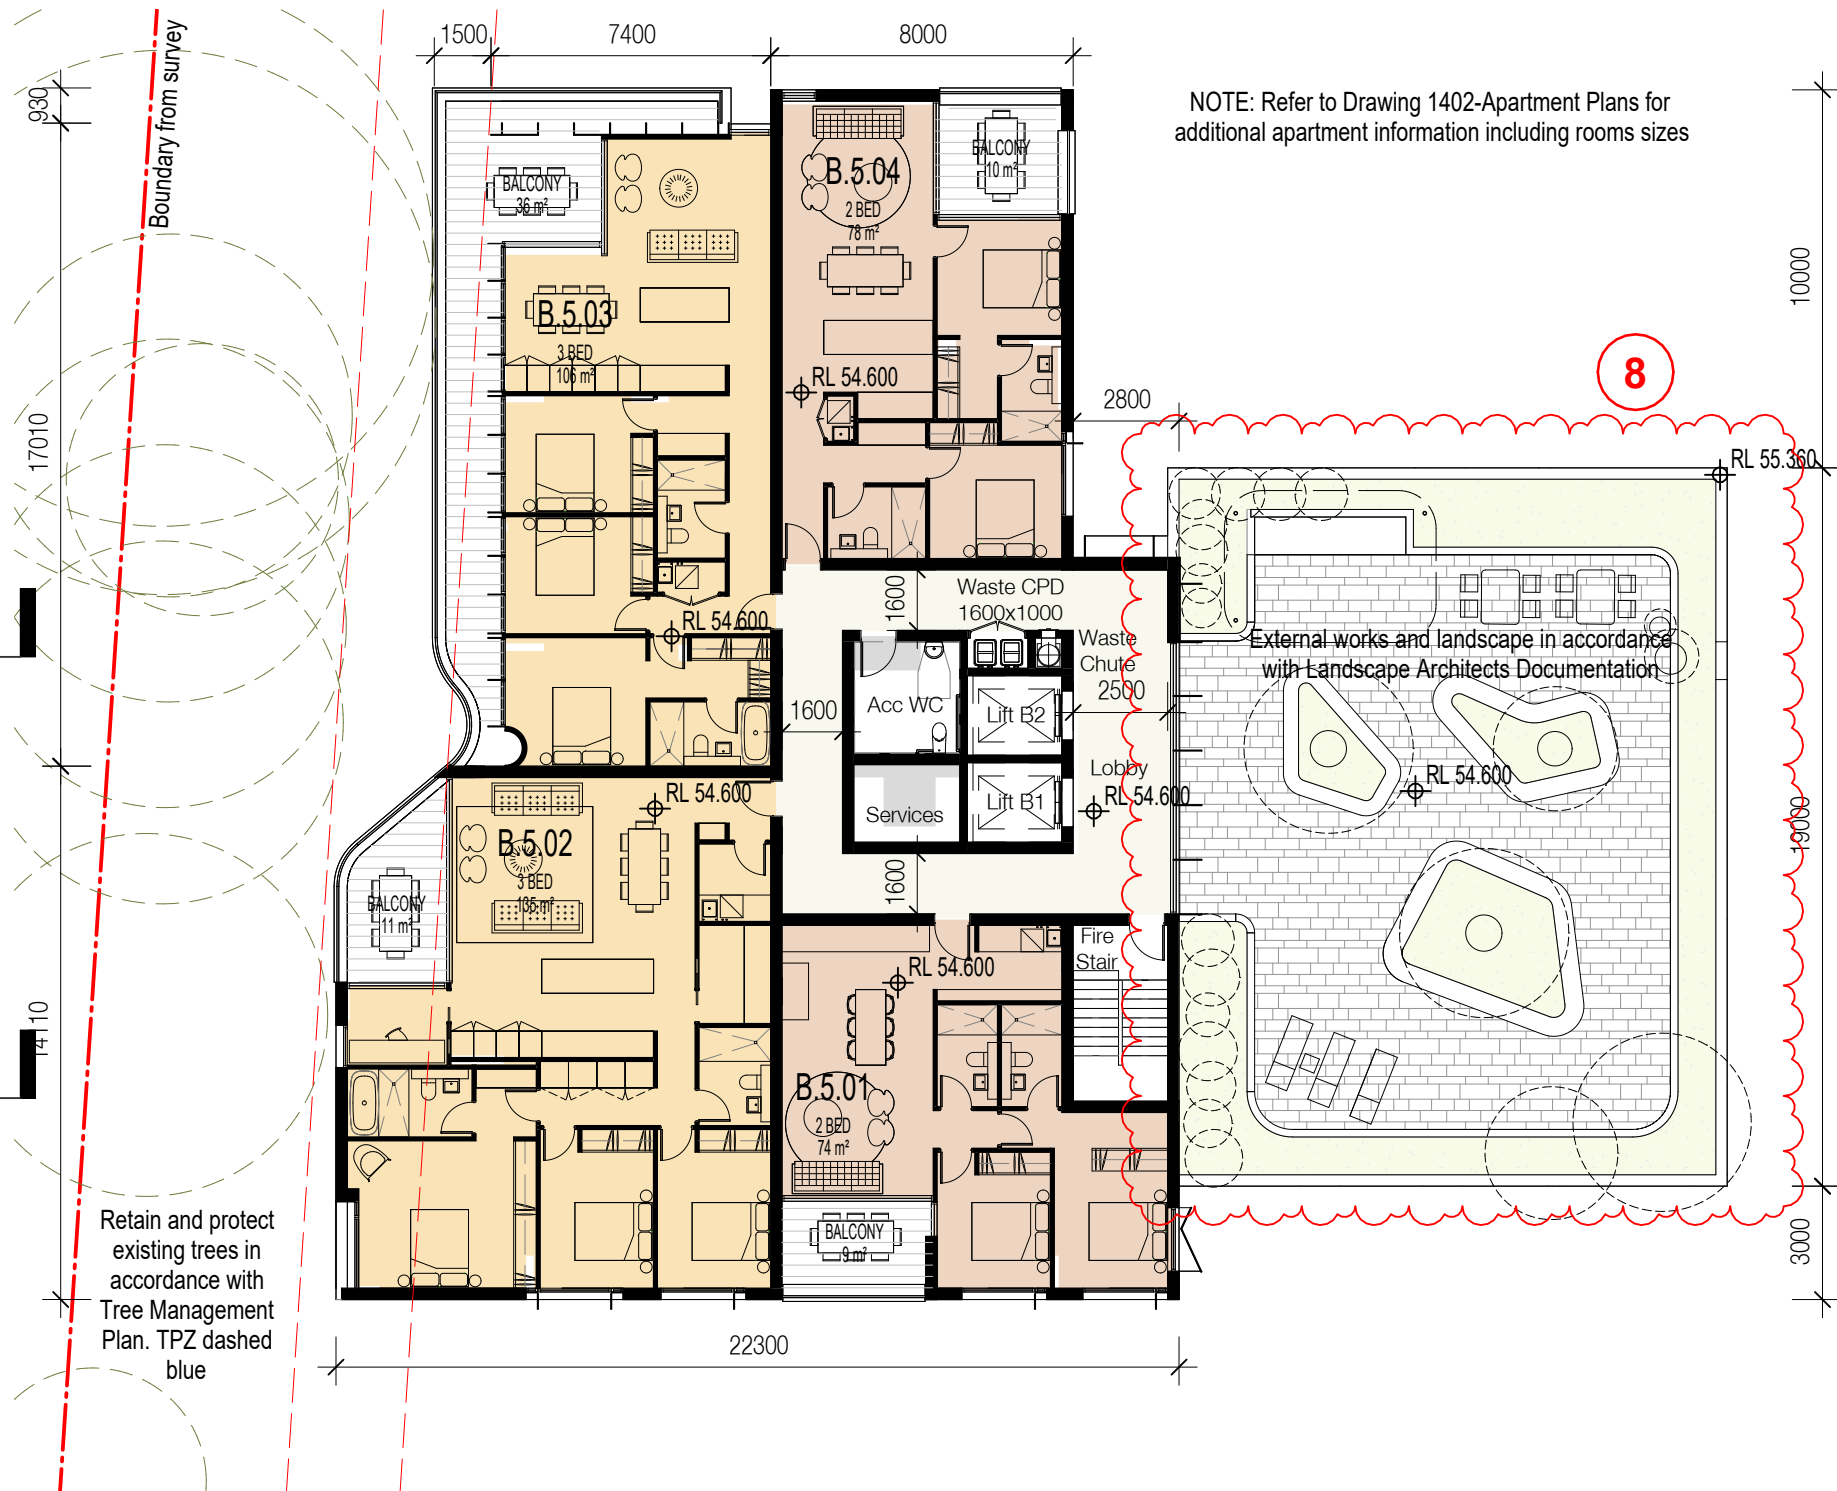 1500
7400
8000
930
Boundary from survey
NOTE: Refer to Drawing 1402-Apartment Plans for
additional apartment information including rooms sizes
BALCONY
36 m²
B.5.04
2 BED
78 m²
BALCONY
10 m²
10000
B.5.03
3 BED
106 m²
RL 54.600
2800
8
17010
RL 55.360
1600
Waste CPD
1600x1000
RL 54.600
Waste
Chute
2500
External works and landscape in accordance
with Landscape Architects Documentation
1600
Acc WC
Lift B2
Lobby
RL 54.600
RL 54.600
RL 54.600
Services
Lift B1
19000
B.5.02
3 BED
135 m²
BALCONY
11 m²
1600
Fire
Stair
RL 54.600
14110
B.5.01
2 BED
74 m²
Retain and protect
existing trees in
accordance with
Tree Management
Plan. TPZ dashed
blue
BALCONY
9 m²
3000
22300